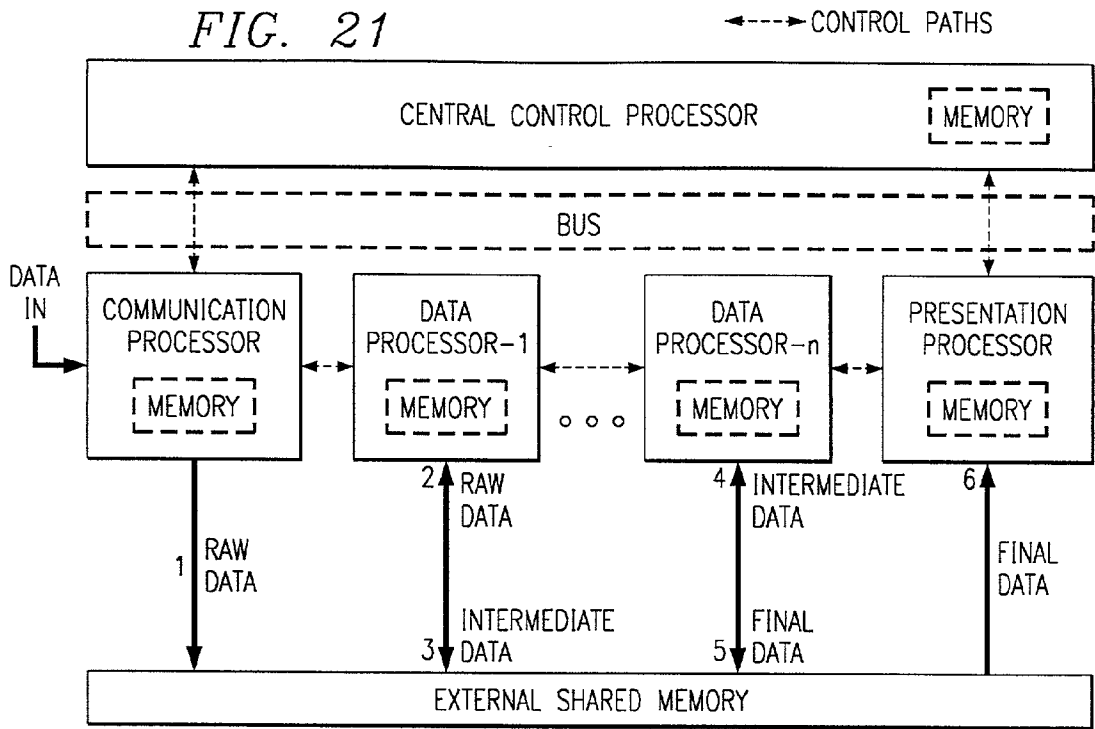 FIG. 21
CONTROL PATHS
CENTRAL CONTROL PROCESSOR
MEMORY
BUS
DATA
IN
COMMUNICATION
PROCESSOR
MEMORY
DATA
PROCESSOR-1
MEMORY
DATA
PROCESSOR-n
MEMORY
PRESENTATION
PROCESSOR
MEMORY
1
RAW
DATA
2
RAW
DATA
3
INTERMEDIATE
DATA
4
INTERMEDIATE
DATA
5
FINAL
DATA
6
FINAL
DATA
EXTERNAL SHARED MEMORY